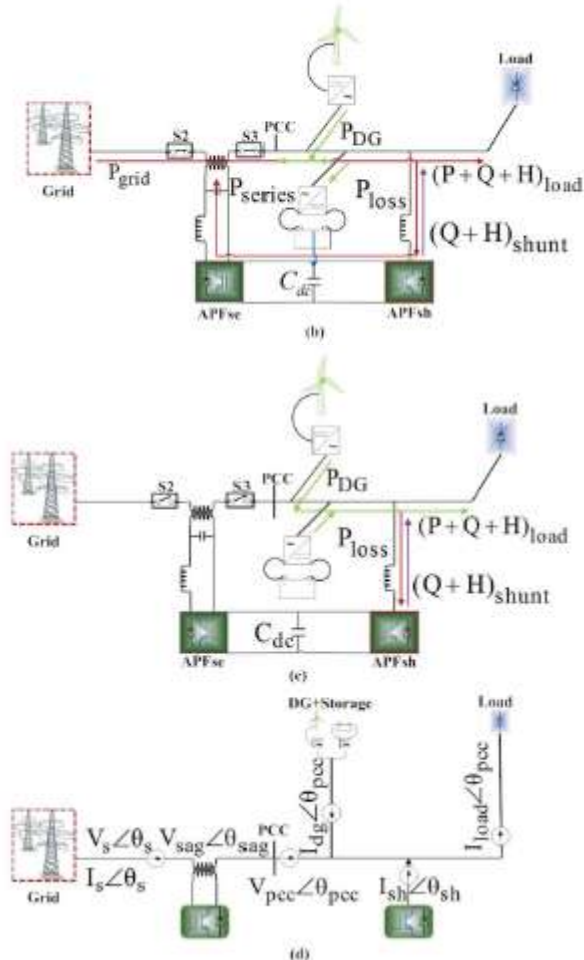 Load
S2
S3
PCC
P_DG
P_grid
Grid
P_series
P_loss
(P+Q+H)_load
(Q+H)_shunt
C_dc
APFse
APFsh
(b)
Load
S2
S3
PCC
P_DG
Grid
P_loss
(P+Q+H)_load
(Q+H)_shunt
C_dc
APFse
APFsh
(c)
DG+Storage
Load
V_s∠θ_s
V_sag∠θ_sag
PCC
I_dg∠θ_pcc
I_load∠θ_pcc
I_s∠θ_s
Grid
V_pcc∠θ_pcc
I_sh∠θ_sh
(d)